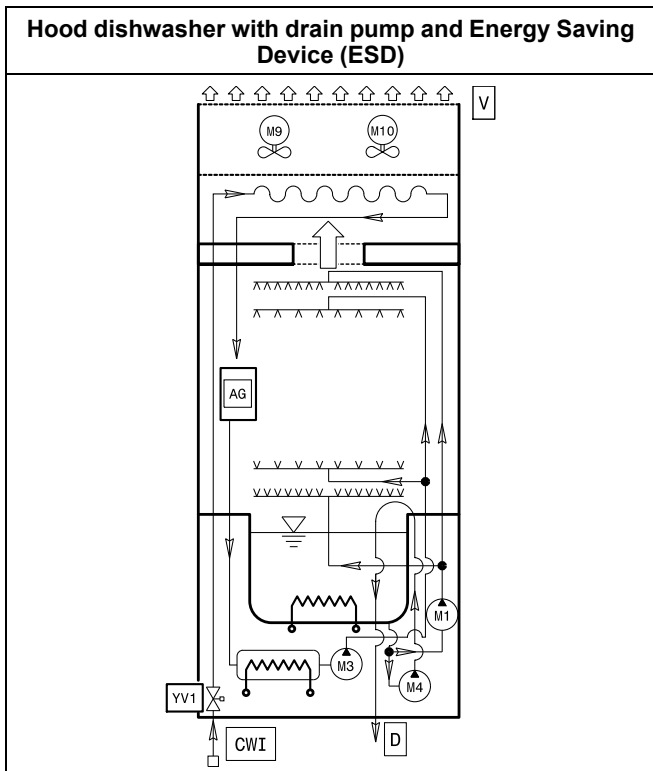 Hood dishwasher with drain pump and Energy Saving
Device (ESD)
V
M9
M10
AG
M1
M3
M4
YV1
CWI
D